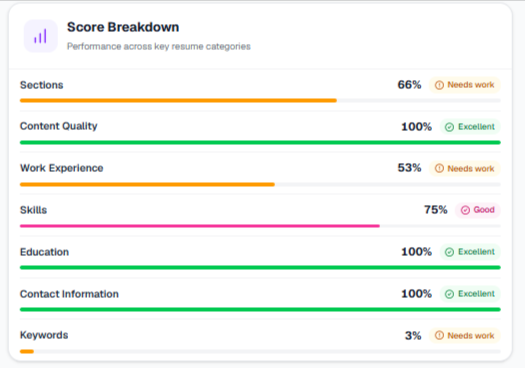 Score Breakdown
Performance across key resume categories
Sections 66% Needs work
Content Quality 100% Excellent
Work Experience 53% Needs work
Skills 75% Good
Education 100% Excellent
Contact Information 100% Excellent
Keywords 3% Needs work